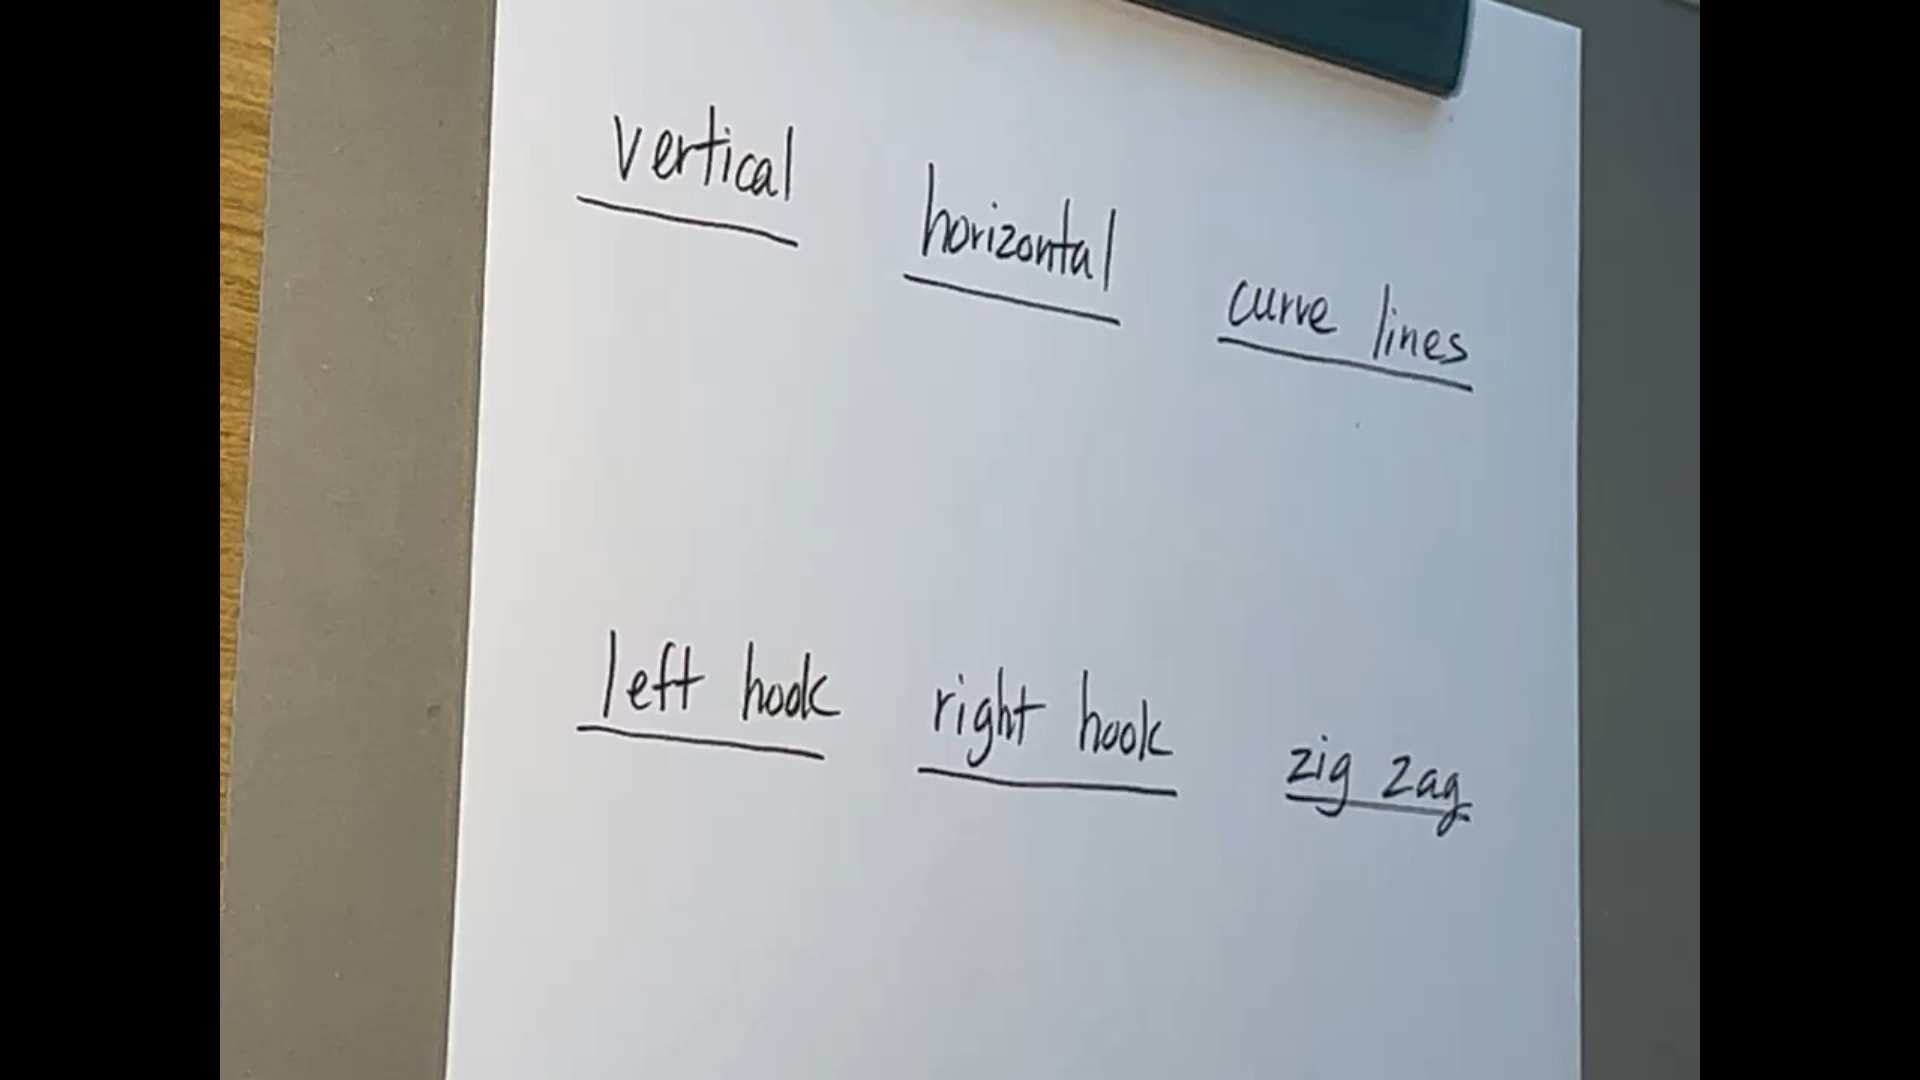 vertical
horizontal
curve lines
left hook
right hook
zig zag